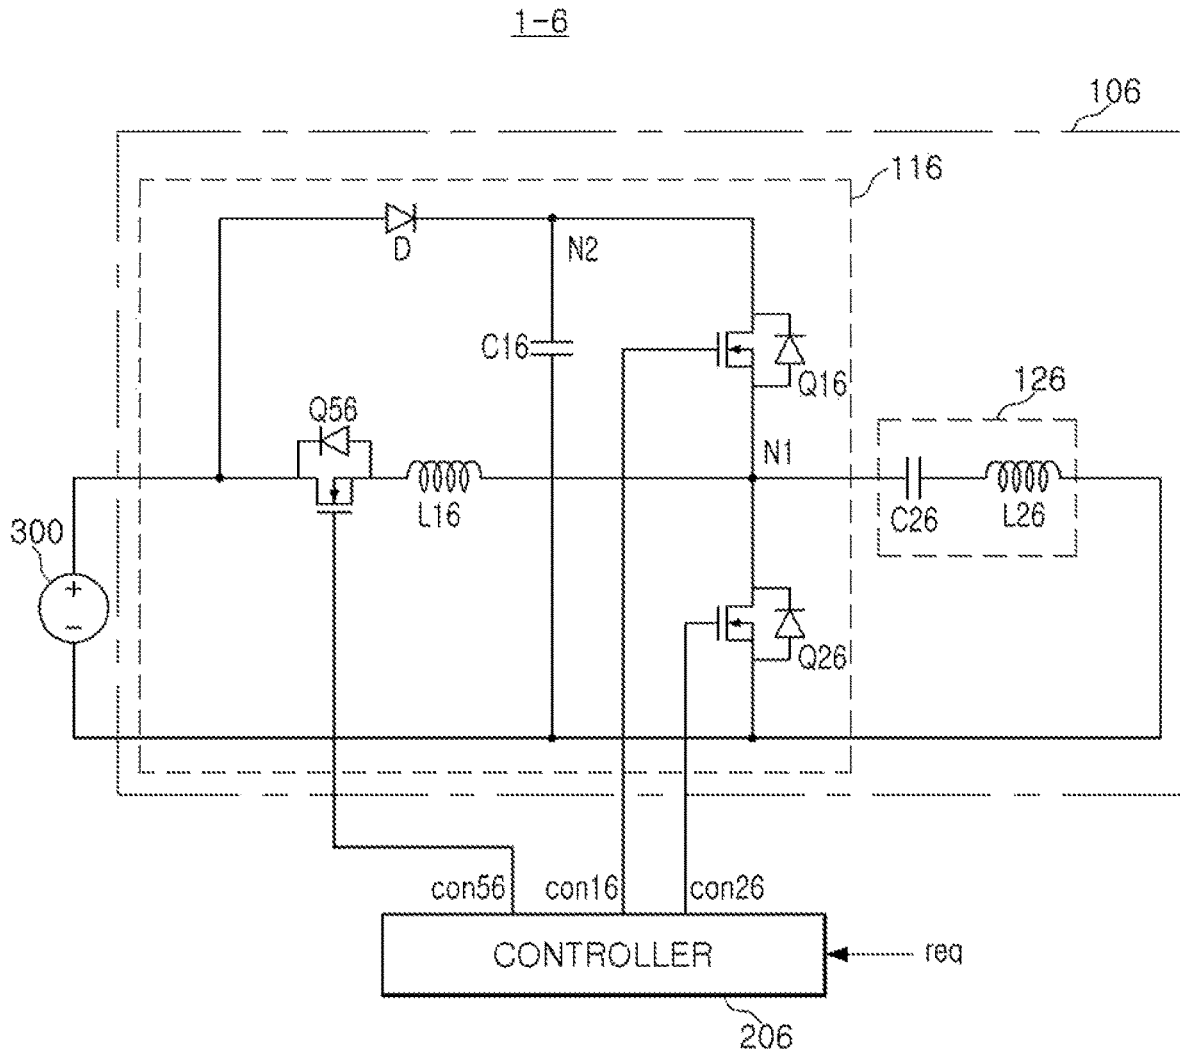 1-6
106
116
D
N2
C16
Q16
126
Q56
N1
L16
C26
L26
300
+
−
Q26
con56
con16
con26
CONTROLLER
req
206